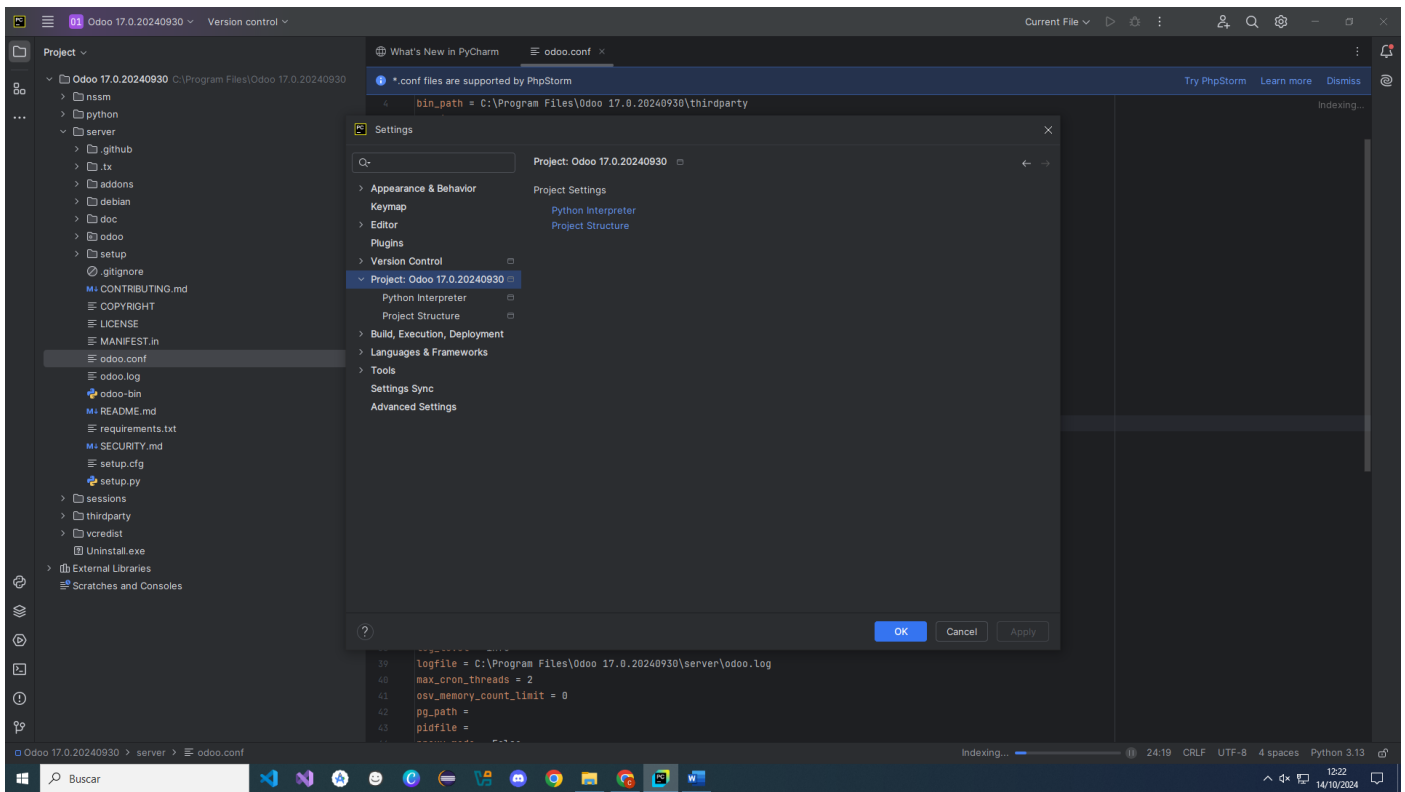 PC
01 Odoo 17.0.20240930
Version control
Current File
Project
What's New in PyCharm
odoo.conf
Odoo 17.0.20240930 C:\Program Files\Odoo 17.0.20240930
nssm
python
server
.github
.tx
addons
debian
doc
odoo
setup
.gitignore
M↓ CONTRIBUTING.md
COPYRIGHT
LICENSE
MANIFEST.in
odoo.conf
odoo.log
odoo-bin
M↓ README.md
requirements.txt
M↓ SECURITY.md
setup.cfg
setup.py
sessions
thirdparty
vcredist
Uninstall.exe
External Libraries
Scratches and Consoles
*.conf files are supported by PhpStorm
Try PhpStorm Learn more Dismiss
4 bin_path = C:\Program Files\Odoo 17.0.20240930\thirdparty
Indexing...
PC Settings
Appearance & Behavior
Keymap
Editor
Plugins
Version Control
Project: Odoo 17.0.20240930
Python Interpreter
Project Structure
Build, Execution, Deployment
Languages & Frameworks
Tools
Settings Sync
Advanced Settings
Project: Odoo 17.0.20240930
Project Settings
Python Interpreter
Project Structure
?
OK Cancel Apply
39 logfile = C:\Program Files\Odoo 17.0.20240930\server\odoo.log
40 max_cron_threads = 2
41 osv_memory_count_limit = 0
42 pg_path =
43 pidfile =
Odoo 17.0.20240930 > server > odoo.conf
Indexing... 24:19 CRLF UTF-8 4 spaces Python 3.13
Buscar
12:22
14/10/2024